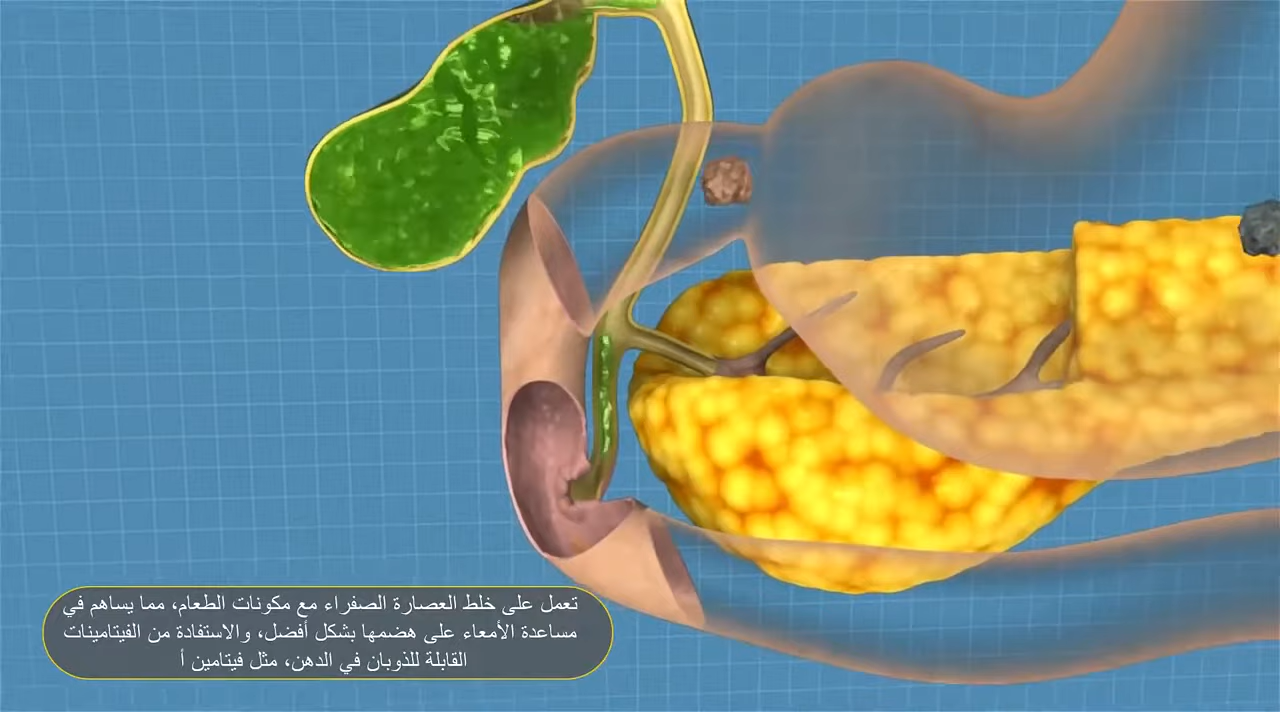 تعمل على خلط العصارة الصفراء مع مكونات الطعام، مما يساهم في
مساعدة الأمعاء على هضمها بشكل أفضل، والاستفادة من الفيتامينات
القابلة للذوبان في الدهن، مثل فيتامين أ